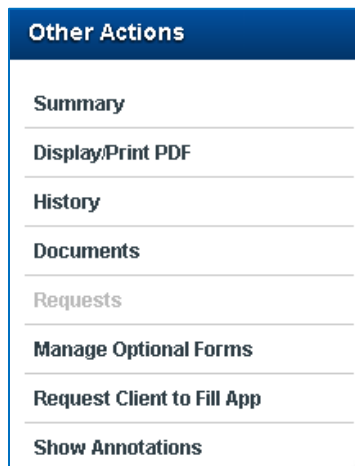 Other Actions
Summary
Display/Print PDF
History
Documents
Requests
Manage Optional Forms
Request Client to Fill App
Show Annotations